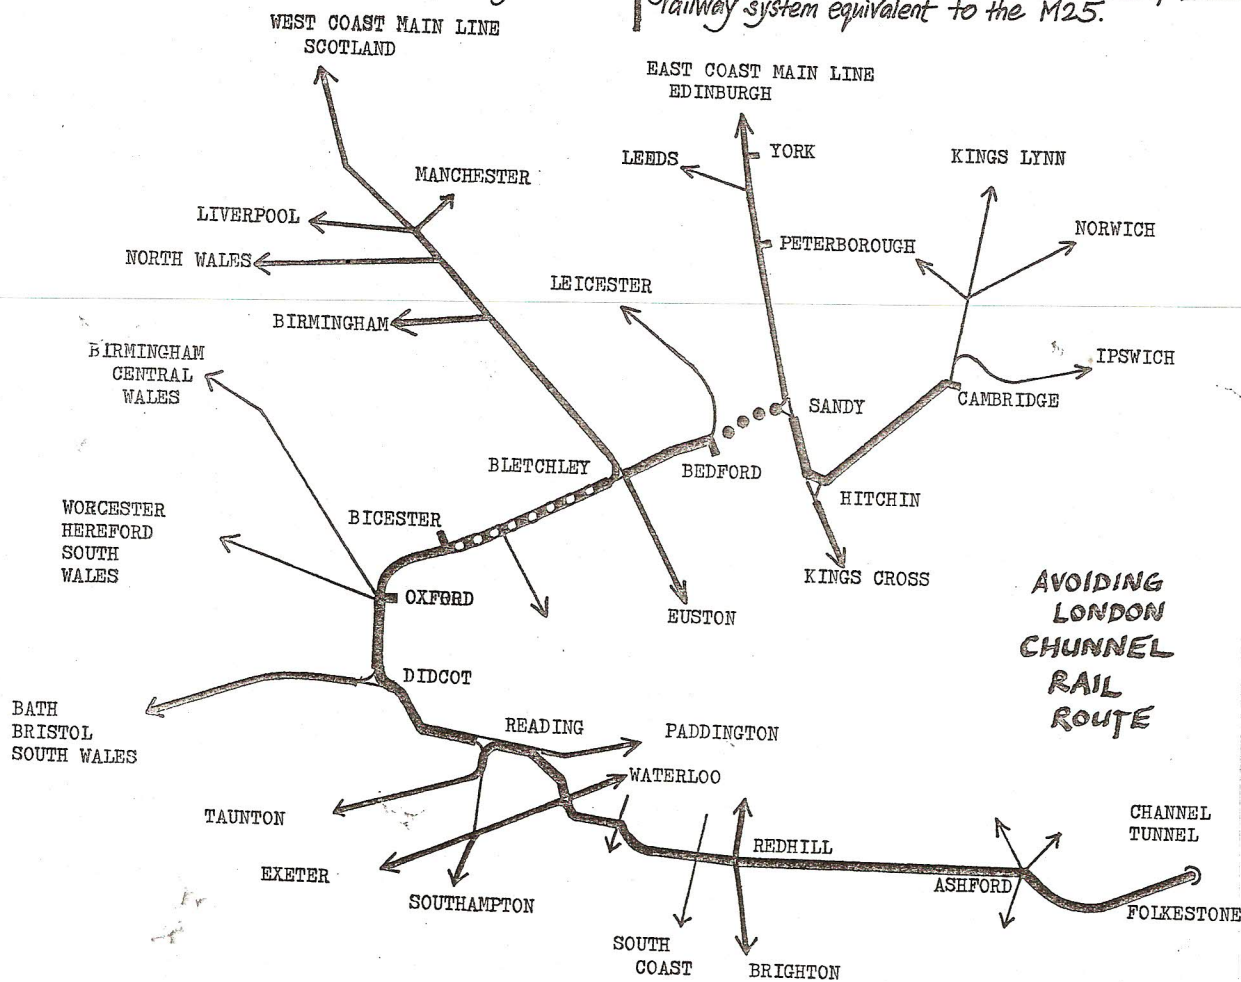 railway system equivalent to the M25.
WEST COAST MAIN LINE
SCOTLAND
EAST COAST MAIN LINE
EDINBURGH
LEEDS
YORK
KINGS LYNN
MANCHESTER
LIVERPOOL
NORWICH
NORTH WALES
PETERBOROUGH
LEICESTER
BIRMINGHAM
BIRMINGHAM
CENTRAL
WALES
IPSWICH
CAMBRIDGE
SANDY
BLETCHLEY
BEDFORD
HITCHIN
WORCESTER
HEREFORD
SOUTH
WALES
BICESTER
KINGS CROSS
OXFORD
EUSTON
AVOIDING
LONDON
CHUNNEL
RAIL
ROUTE
DIDCOT
BATH
BRISTOL
SOUTH WALES
READING
PADDINGTON
WATERLOO
TAUNTON
CHANNEL
TUNNEL
REDHILL
EXETER
ASHFORD
SOUTHAMPTON
FOLKESTONE
SOUTH
COAST
BRIGHTON